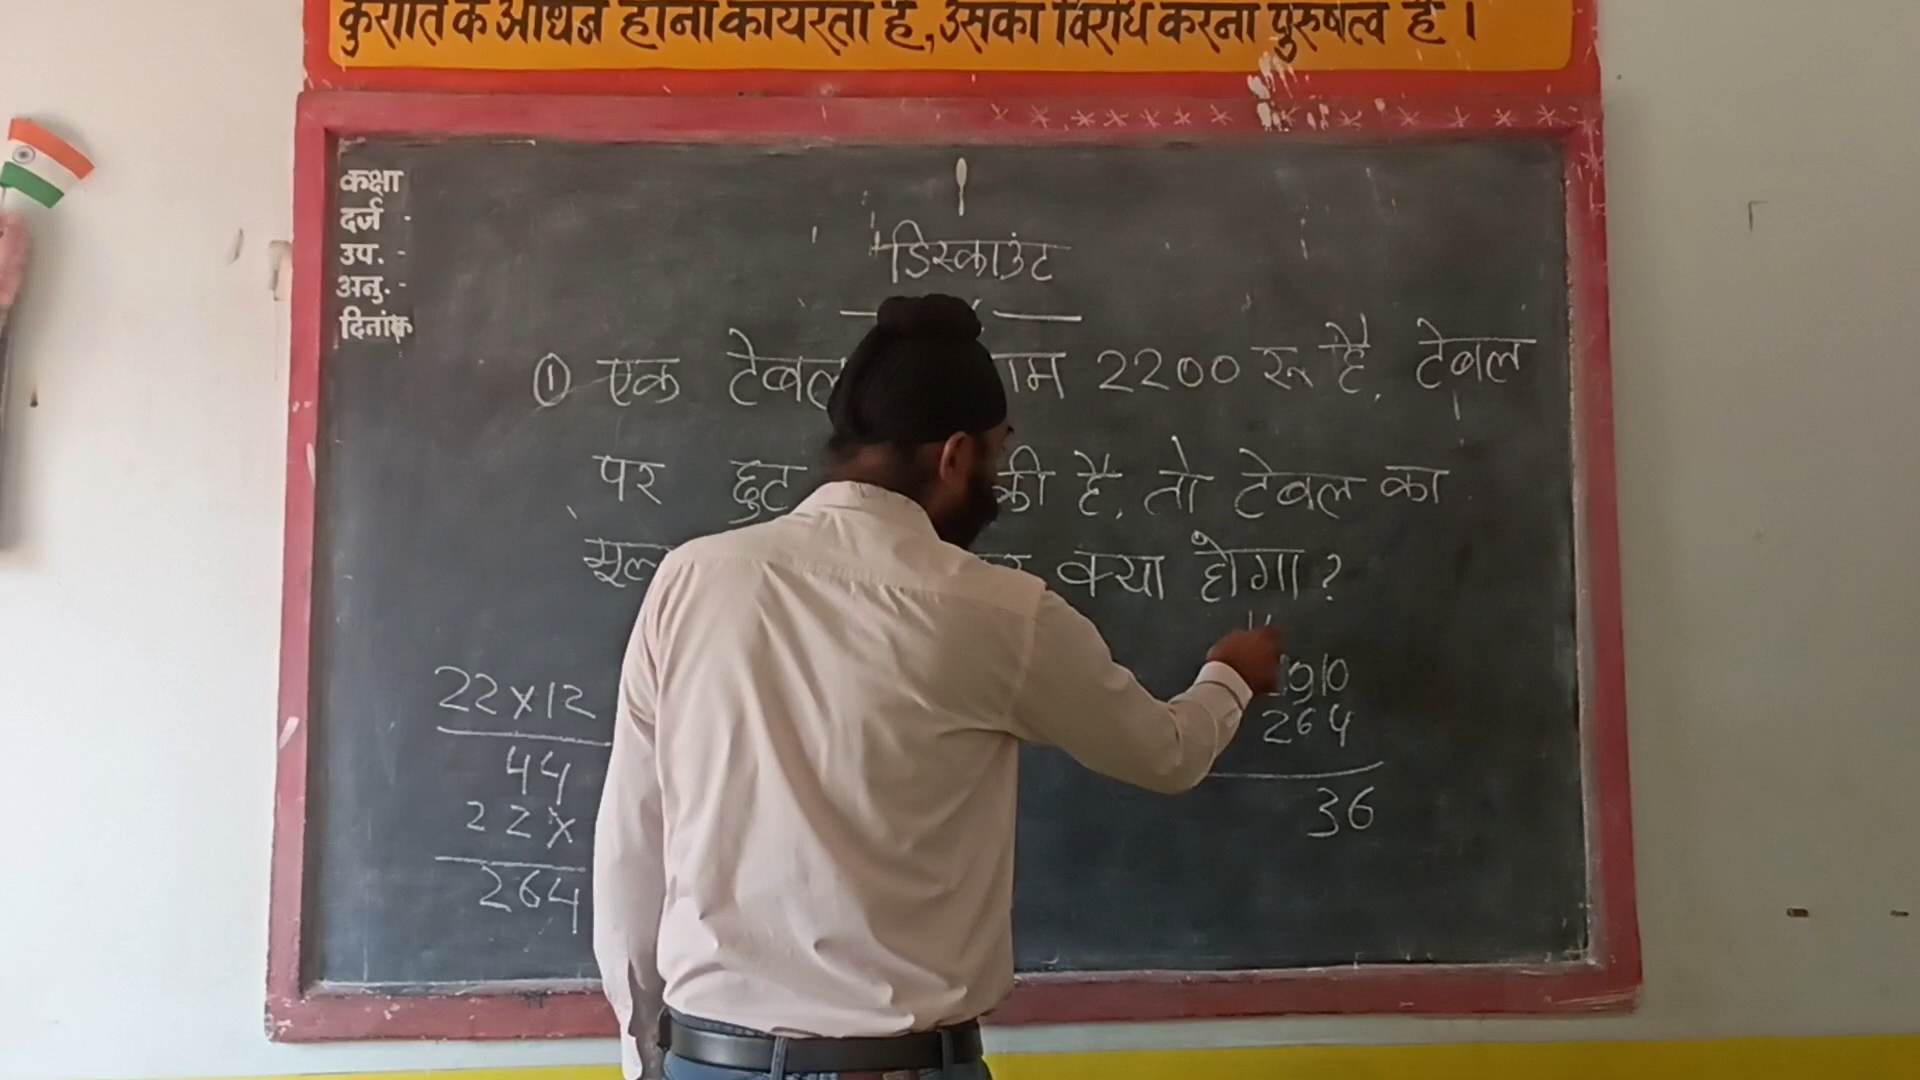 कुरीति के अधिन होना कायरता है, उसका विरोध करना पुरुषत्व है ।
कक्षा
दर्ज -
उप. -
अनु. -
दिनांक
डिस्काउंट
① एक टेबल 2200 रू है, टेबल
पर छुट की है, तो टेबल का
क्या होगा ?
22x12
44
22x
264
910
264
36